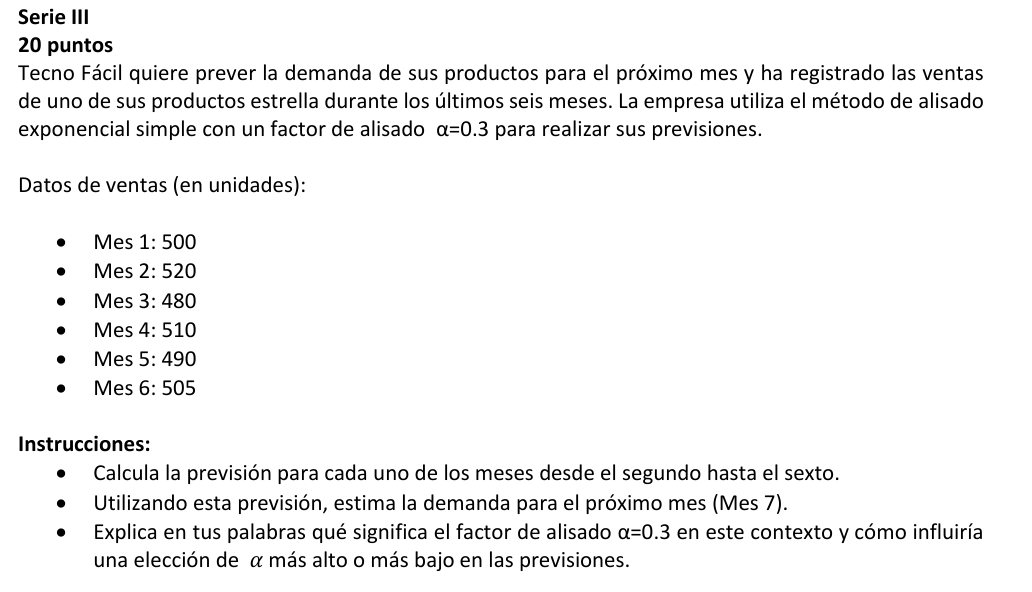 Serie III
20 puntos
Tecno Fácil quiere prever la demanda de sus productos para el próximo mes y ha registrado las ventas
de uno de sus productos estrella durante los últimos seis meses. La empresa utiliza el método de alisado
exponencial simple con un factor de alisado α=0.3 para realizar sus previsiones.
Datos de ventas (en unidades):
• Mes 1: 500
• Mes 2: 520
• Mes 3: 480
• Mes 4: 510
• Mes 5: 490
• Mes 6: 505
Instrucciones:
• Calcula la previsión para cada uno de los meses desde el segundo hasta el sexto.
• Utilizando esta previsión, estima la demanda para el próximo mes (Mes 7).
• Explica en tus palabras qué significa el factor de alisado α=0.3 en este contexto y cómo influiría
una elección de α más alto o más bajo en las previsiones.